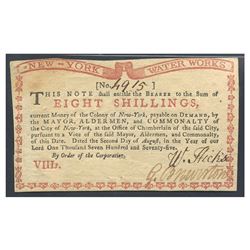 NEW-YORK WATER WORKS.
[No. 4915]
THIS NOTE shall entitle the BEARER to the Sum of
EIGHT SHILLINGS,
current Money of the Colony of New-York, payable on DEMAND, by
the MAYOR, ALDERMEN, and COMMONALTY of
the City of New-York, at the Office of Chamberlain of the said City,
pursuant to a Vote of the said Mayor, Aldermen, and Commonalty,
of this Date. Dated the Second Day of August, in the Year of our
Lord One Thousand Seven Hundred and Seventy-five.
By Order of the Corporation,
VIIIs.
W. Hicks